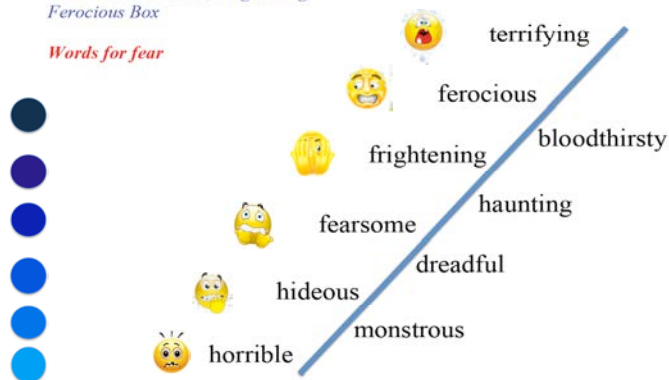 Ferocious Box
Words for fear
terrifying
ferocious
bloodthirsty
frightening
haunting
fearsome
dreadful
hideous
monstrous
horrible